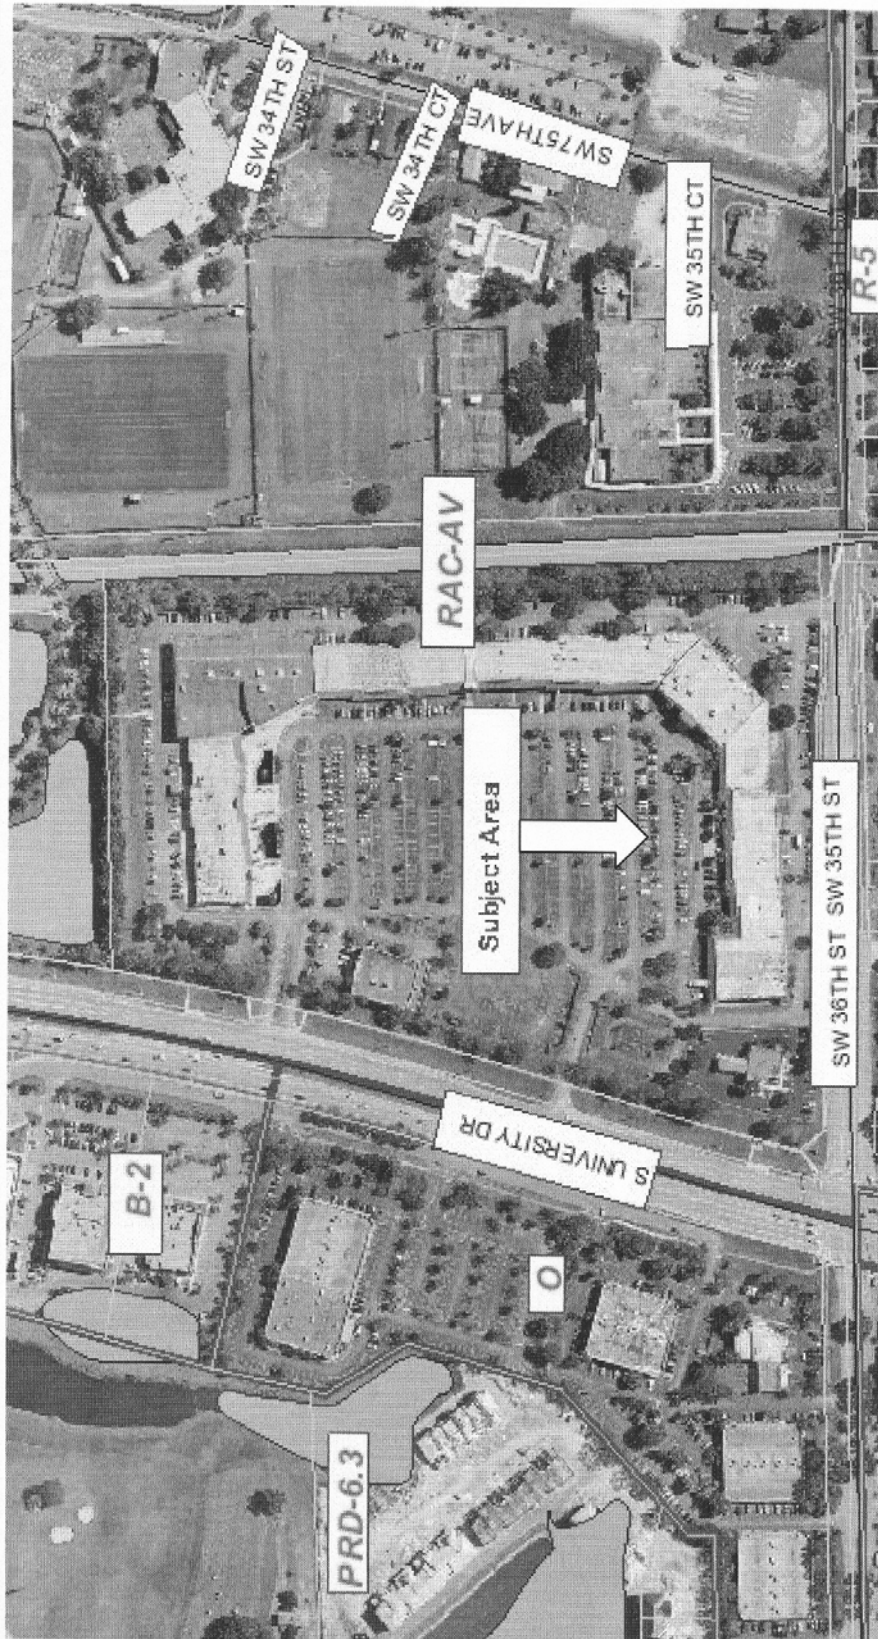 SW 34TH ST
SW 34TH CT
SW 75TH AVE
SW 35TH CT
R-5
RAC-AV
Subject Area
SW 36TH ST SW 35TH ST
S UNIVERSITY DR
B-2
O
PRD-6.3